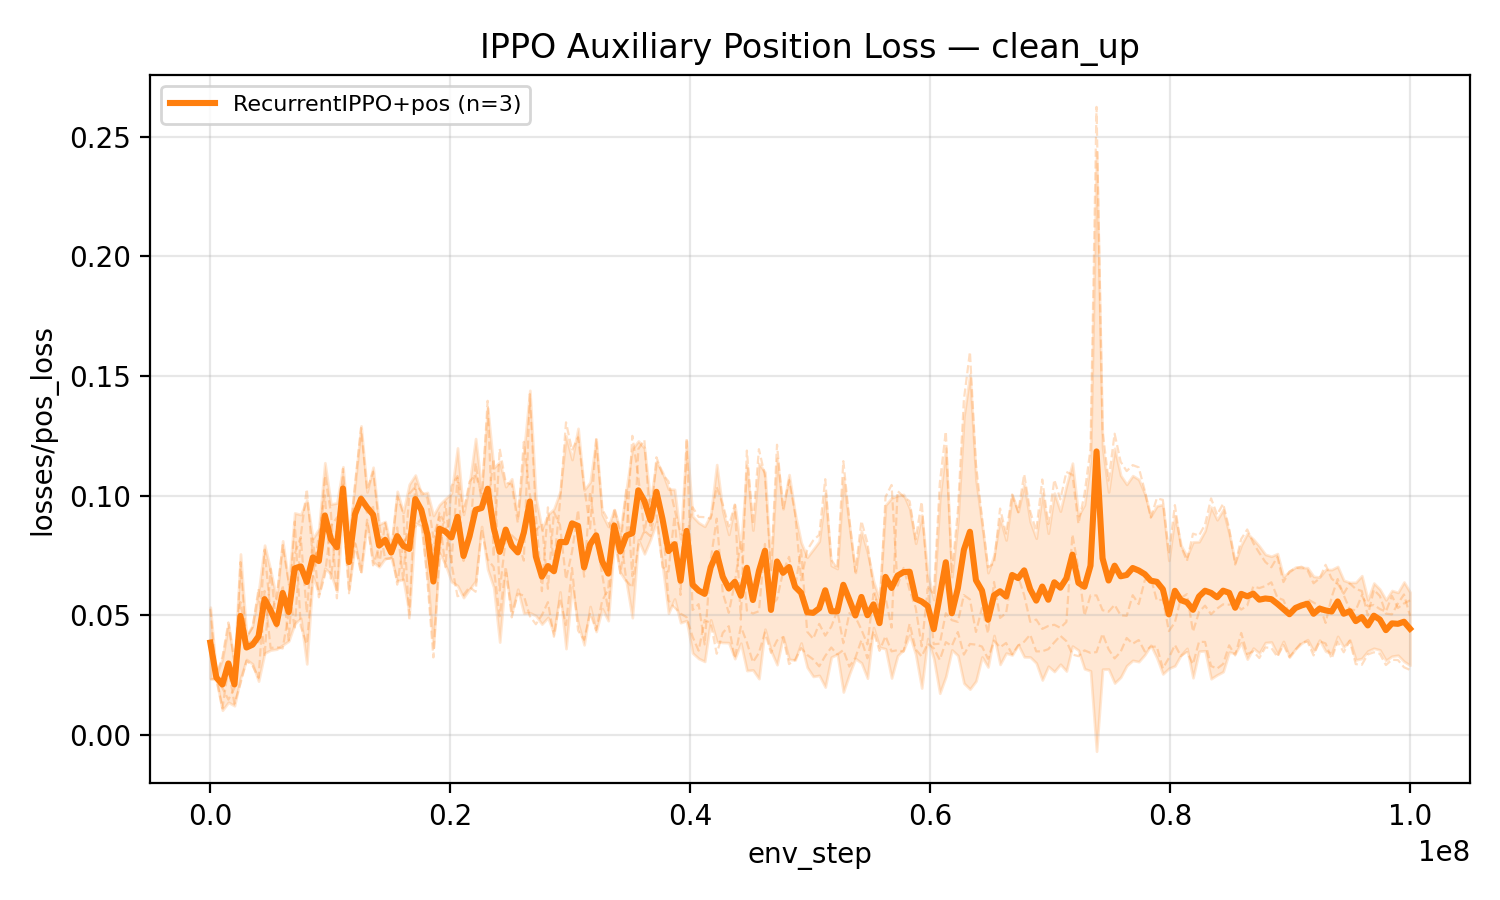 IPPO Auxiliary Position Loss — clean_up
RecurrentIPPO+pos (n=3)
losses/pos_loss
0.25
0.20
0.15
0.10
0.05
0.00
0.0 0.2 0.4 0.6 0.8 1.0
1e8
env_step